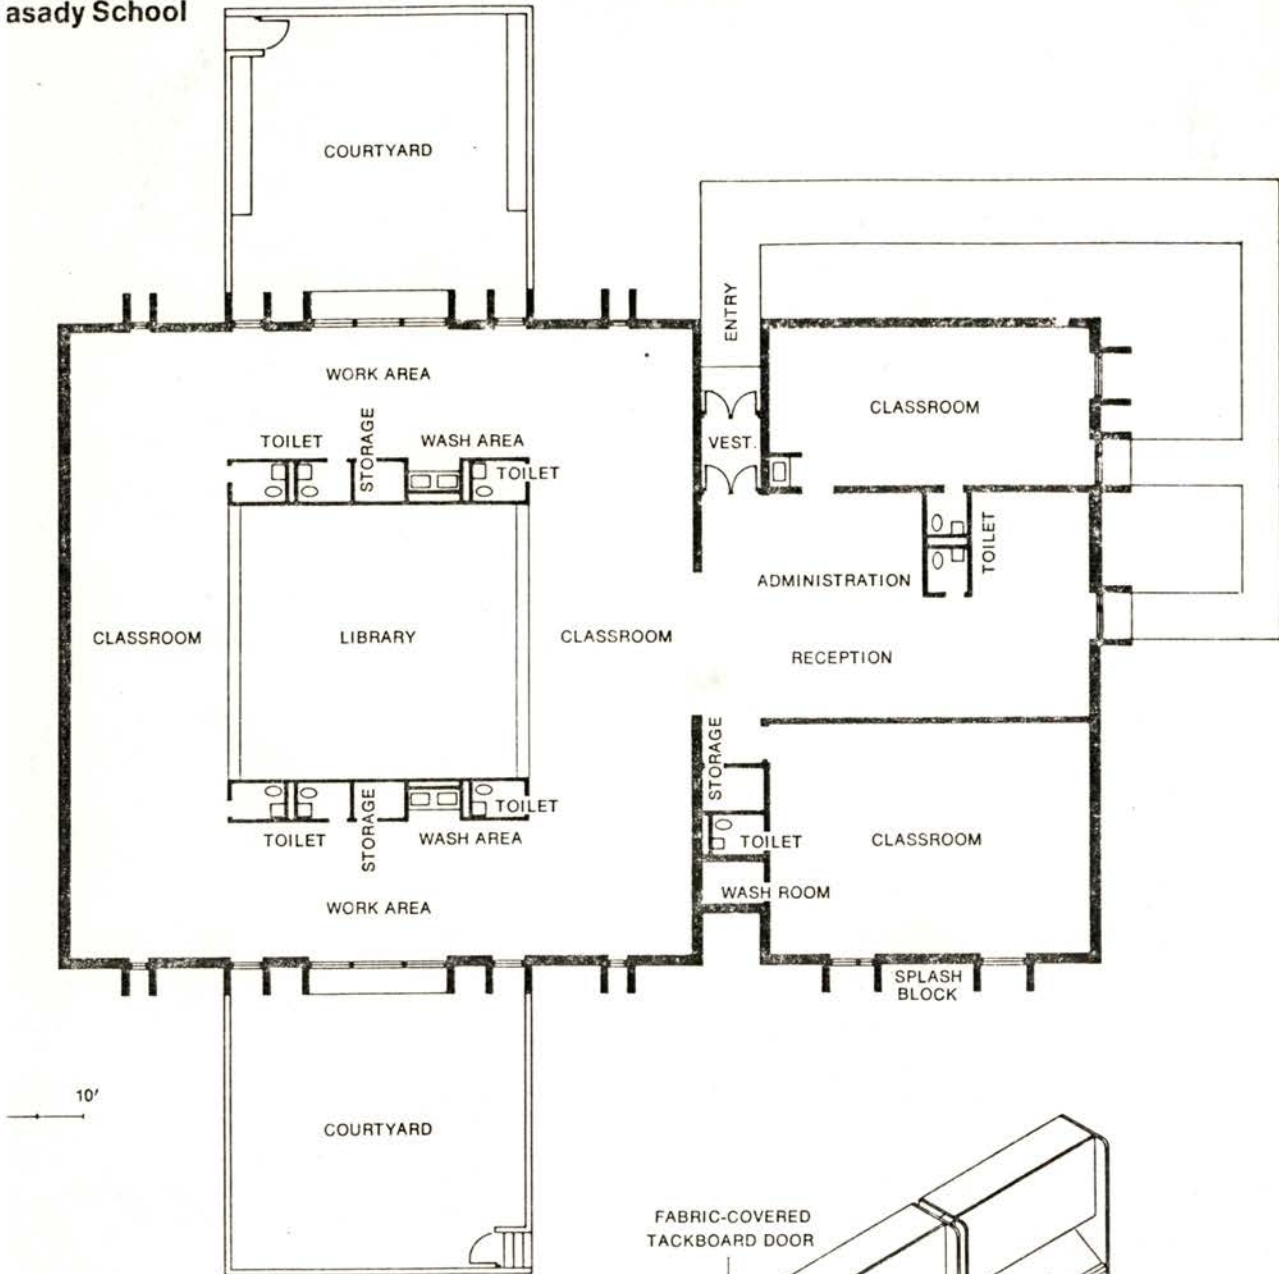 asady School
COURTYARD
ENTRY
WORK AREA
CLASSROOM
STORAGE
TOILET
WASH AREA
VEST.
TOILET
TOILET
ADMINISTRATION
CLASSROOM
LIBRARY
CLASSROOM
RECEPTION
STORAGE
TOILET
STORAGE
TOILET
WASH AREA
TOILET
CLASSROOM
WASH ROOM
WORK AREA
SPLASH
BLOCK
10'
COURTYARD
FABRIC-COVERED
TACKBOARD DOOR